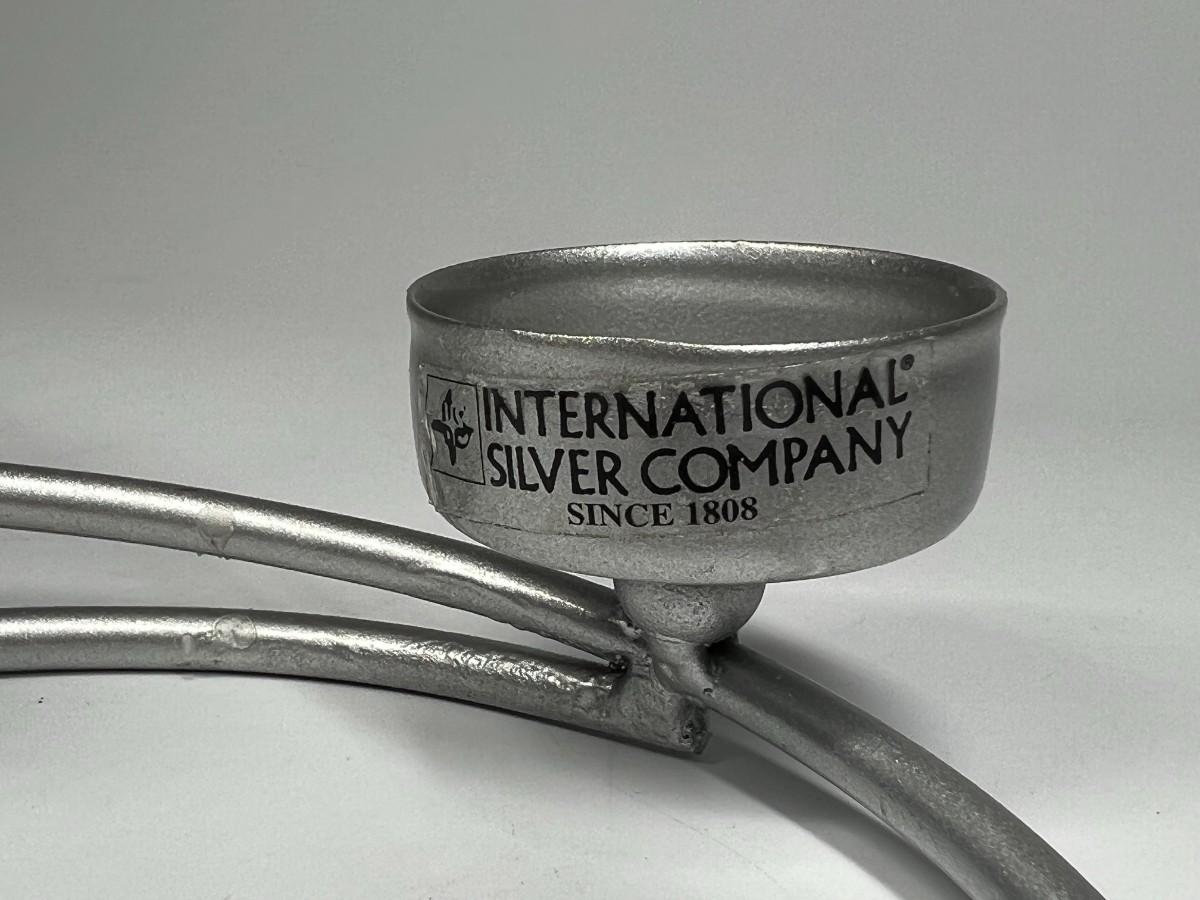 INTERNATIONAL®
SILVER COMPANY
SINCE 1808